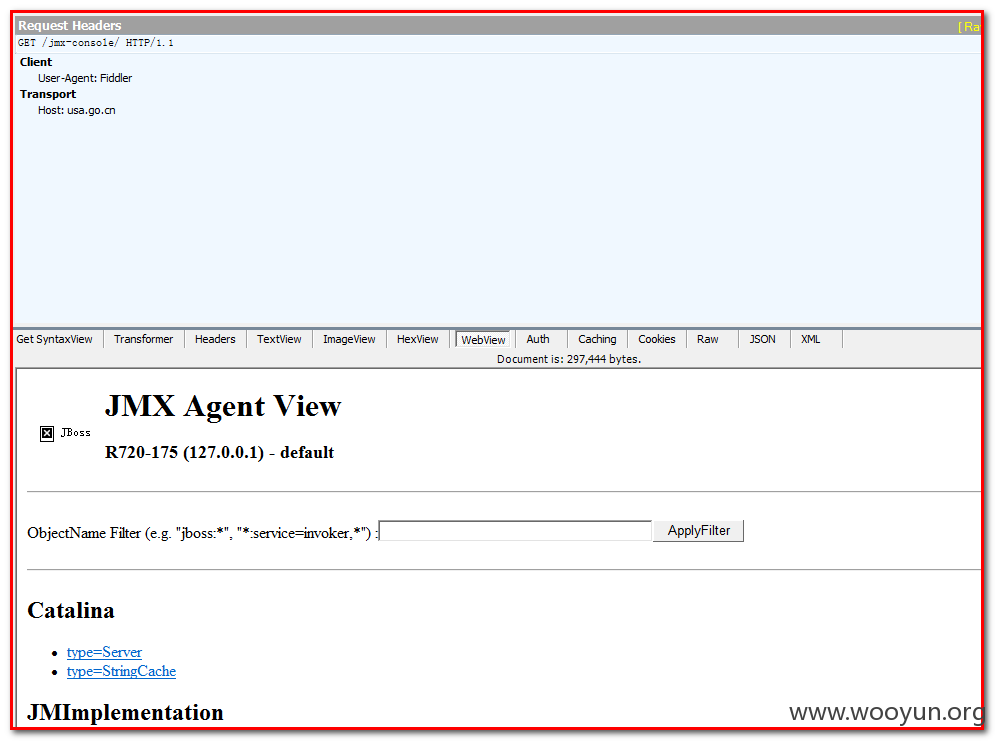 Request Headers [Ra
GET /jmx-console/ HTTP/1.1
Client
User-Agent: Fiddler
Transport
Host: usa.go.cn
Get SyntaxView Transformer Headers TextView ImageView HexView WebView Auth Caching Cookies Raw JSON XML
Document is: 297,444 bytes.
JBoss
JMX Agent View
R720-175 (127.0.0.1) - default
ObjectName Filter (e.g. "jboss:*", "*:service=invoker,*") : ApplyFilter
Catalina
type=Server
type=StringCache
JMImplementation
www.wooyun.org